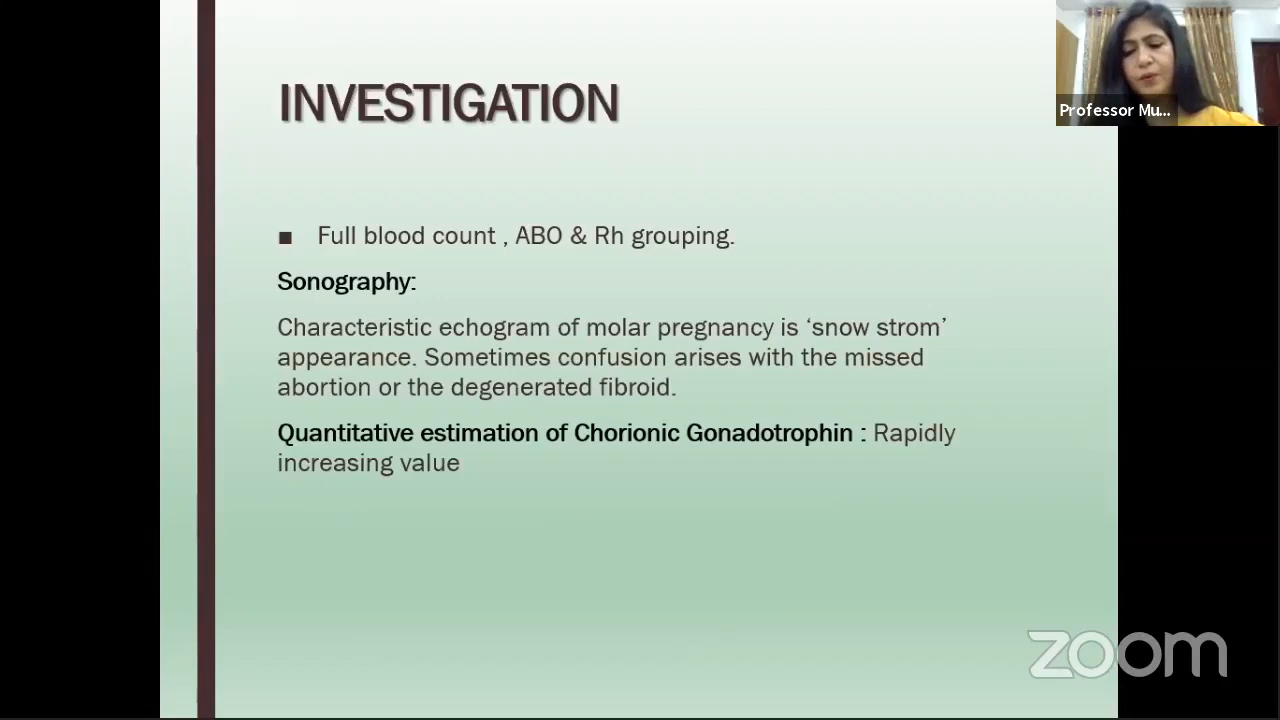 INVESTIGATION
Professor Mu...
▪ Full blood count , ABO & Rh grouping.
Sonography:
Characteristic echogram of molar pregnancy is ‘snow strom’
appearance. Sometimes confusion arises with the missed
abortion or the degenerated fibroid.
Quantitative estimation of Chorionic Gonadotrophin : Rapidly
increasing value
zoom